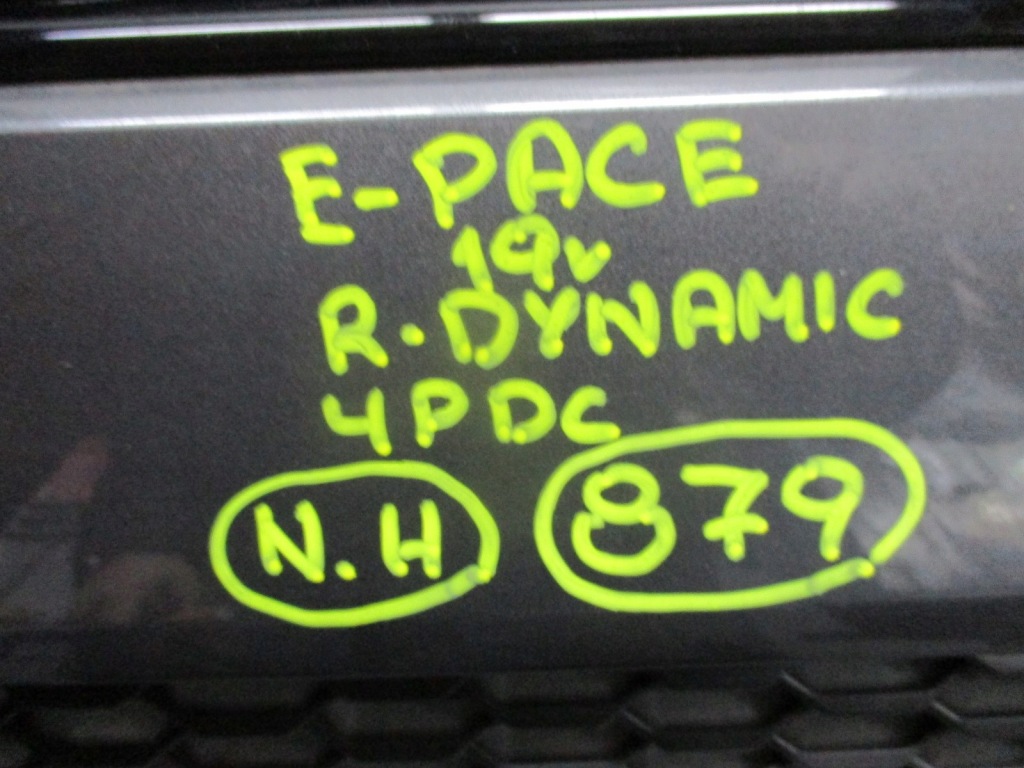 E-PACE
19v
R.DYNAMIC
4PDC
N.H 879